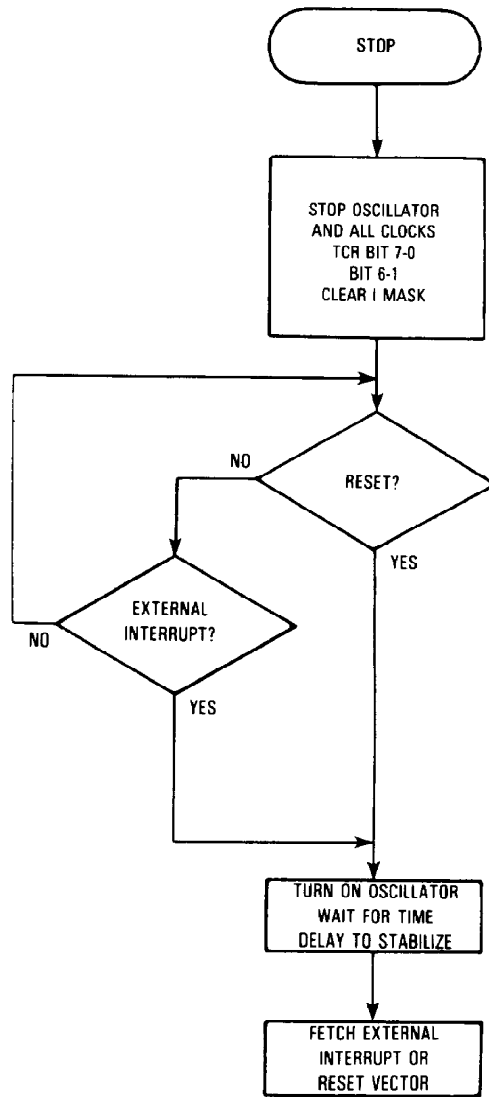 STOP
STOP OSCILLATOR
AND ALL CLOCKS
TCR BIT 7-0
BIT 6-1
CLEAR I MASK
NO
RESET?
YES
EXTERNAL
INTERRUPT?
NO
YES
TURN ON OSCILLATOR
WAIT FOR TIME
DELAY TO STABILIZE
FETCH EXTERNAL
INTERRUPT OR
RESET VECTOR